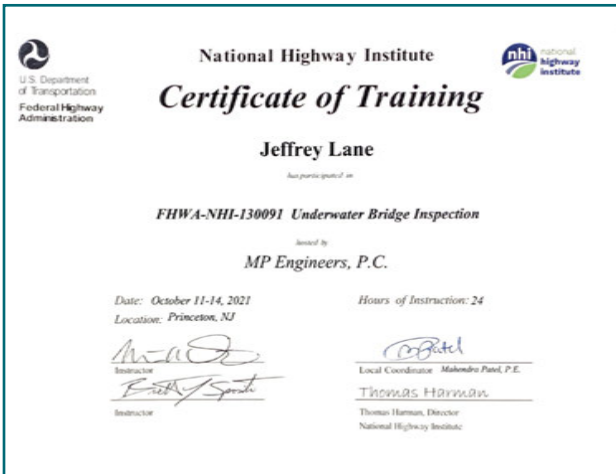 U.S. Department
of Transportation
Federal Highway
Administration
National Highway Institute
nhi national
highway
institute
Certificate of Training
Jeffrey Lane
has participated in
FHWA-NHI-130091 Underwater Bridge Inspection
hosted by
MP Engineers, P.C.
Date: October 11-14, 2021
Hours of Instruction: 24
Location: Princeton, NJ
Instructor
Local Coordinator Mahendra Patel, P.E.
Thomas Harman
Instructor
Thomas Harman, Director
National Highway Institute